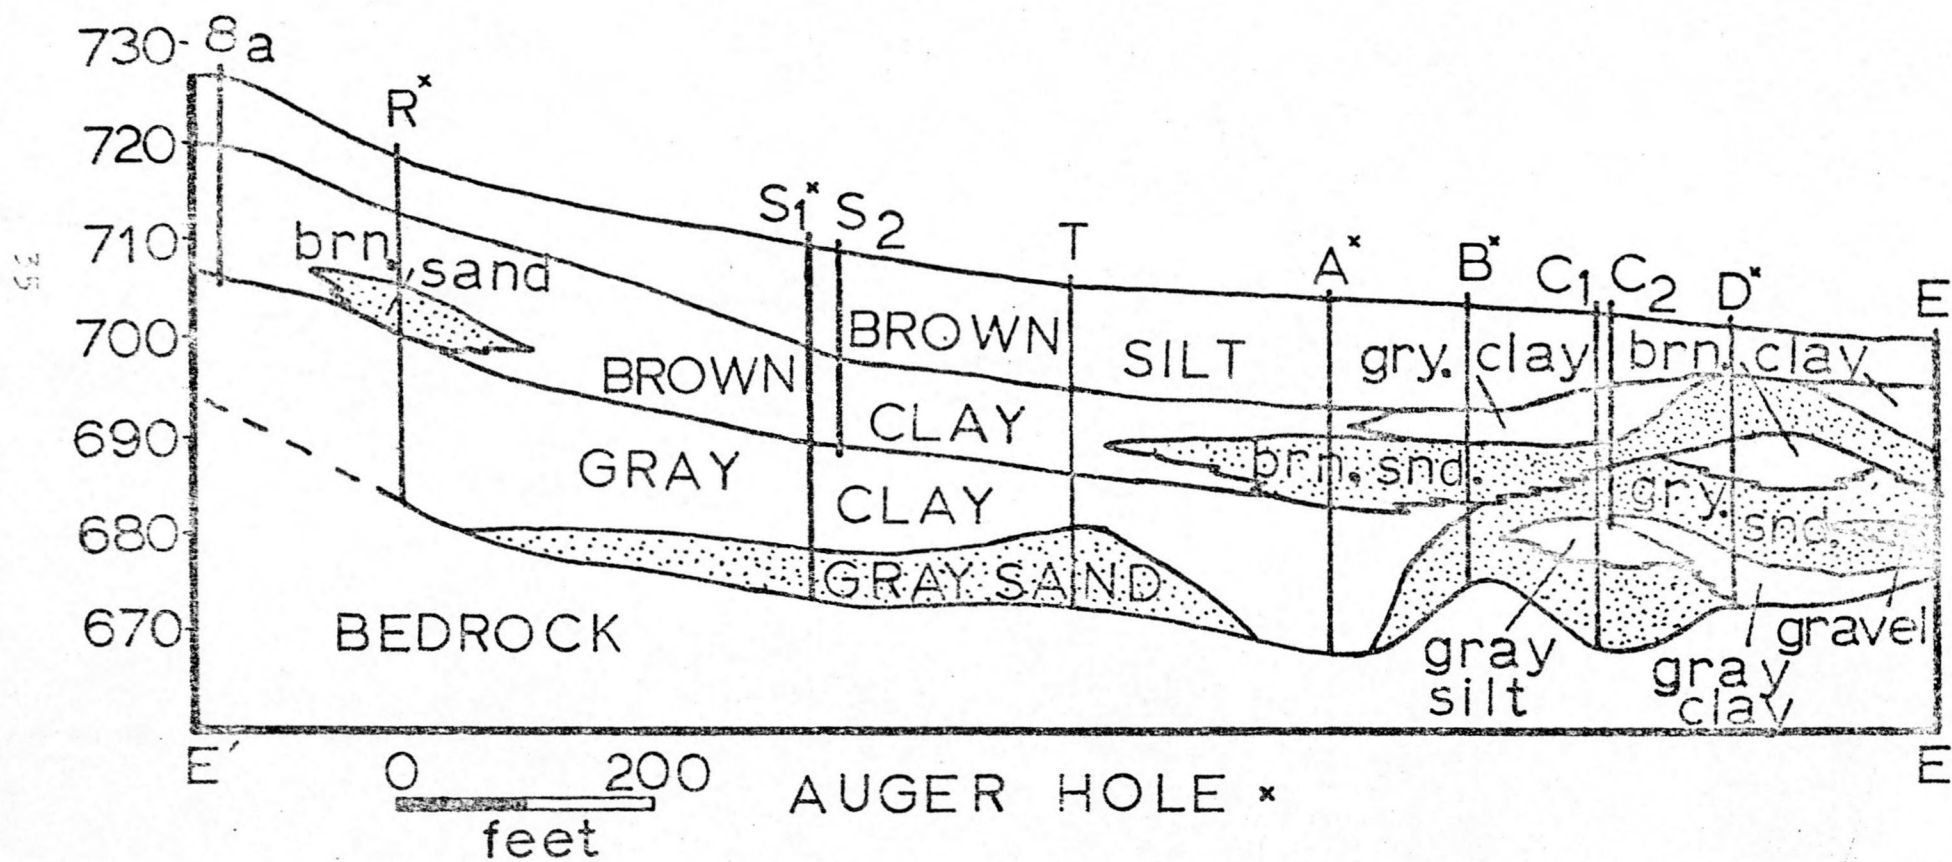 730 8a
R×
720
S1× S2
710 brn. sand
T
A× B× C1 C2 D× E
700 BROWN SILT gry. clay brn. clay
BROWN CLAY
690 GRAY CLAY brn. snd. gry. snd.
680
GRAY SAND
670 BEDROCK
gray silt
gray clay
gravel
E' E
0 200
feet
AUGER HOLE ×
35